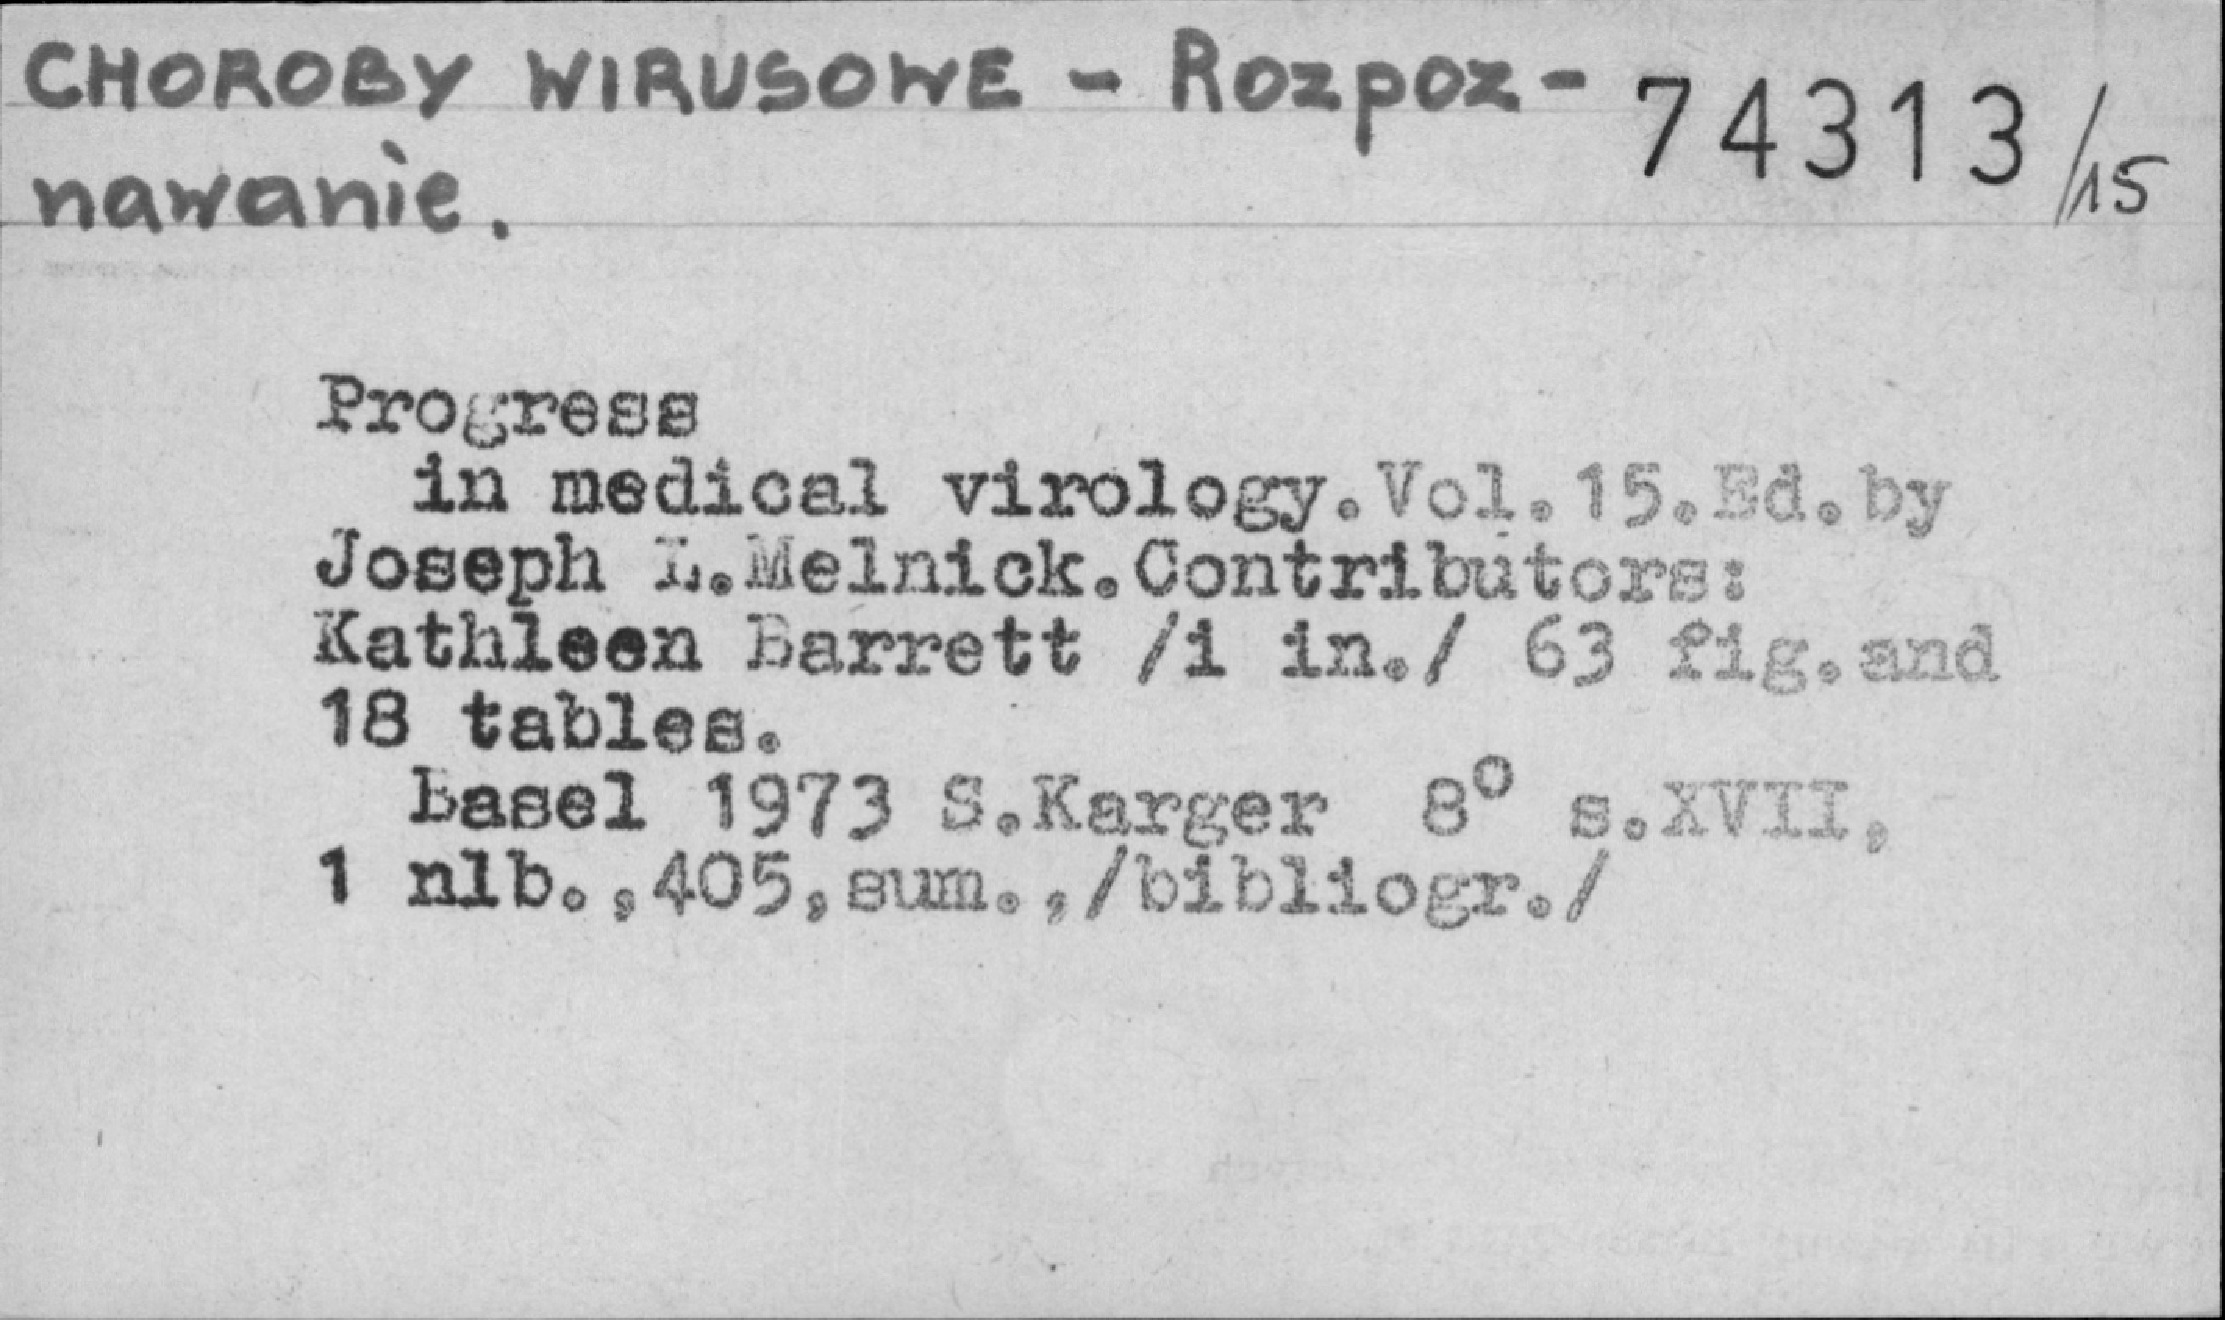 CHOROBY WIRUSOWE - Rozpoz- 74313/15
nawanie.
Progress
in medical virology.Vol.15.Ed.by
Joseph L.Melnick.Contributors:
Kathleen Barrett /i in./ 63 fig.and
18 tables.
Basel 1973 S.Karger 8° s.XVII,
1 nlb.,405,sum.,/bibliogr./